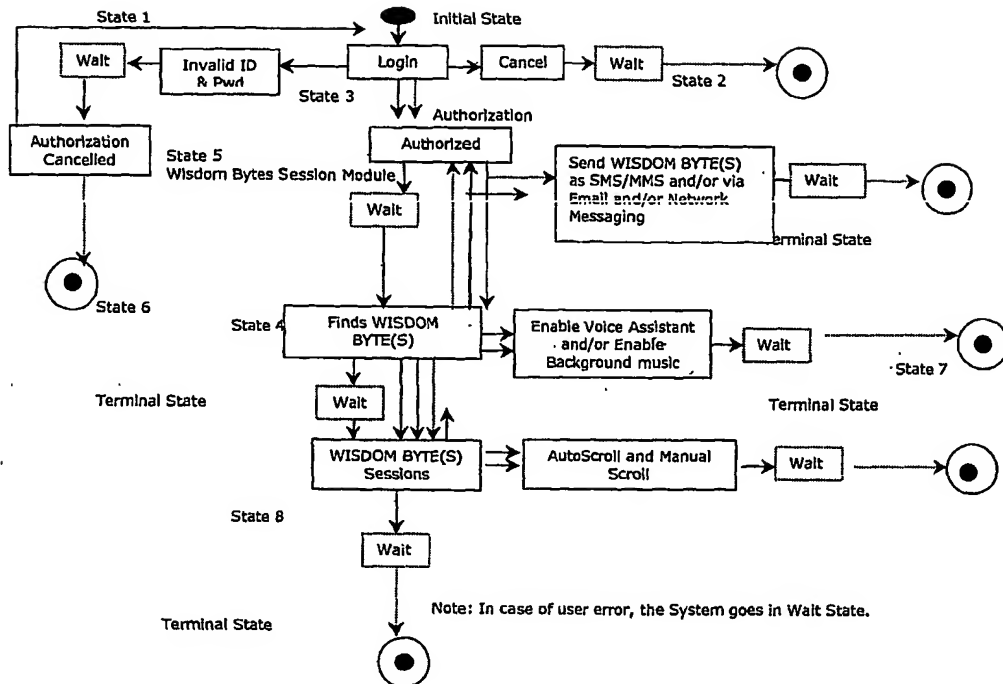 State 1
Initial State
Wait
Invalid ID
& Pwd
Login
Cancel
Wait
State 2
State 3
Authorization
Authorization
Cancelled
Authorized
State 5
Wisdom Bytes Session Module
Wait
Send WISDOM BYTE(S)
as SMS/MMS and/or via
Email and/or Network
Messaging
Wait
Terminal State
State 6
State 4
Finds WISDOM
BYTE(S)
Enable Voice Assistant
and/or Enable
Background music
Wait
State 7
Terminal State
Wait
Terminal State
WISDOM BYTE(S)
Sessions
AutoScroll and Manual
Scroll
Wait
State 8
Wait
Note: In case of user error, the System goes in Wait State.
Terminal State